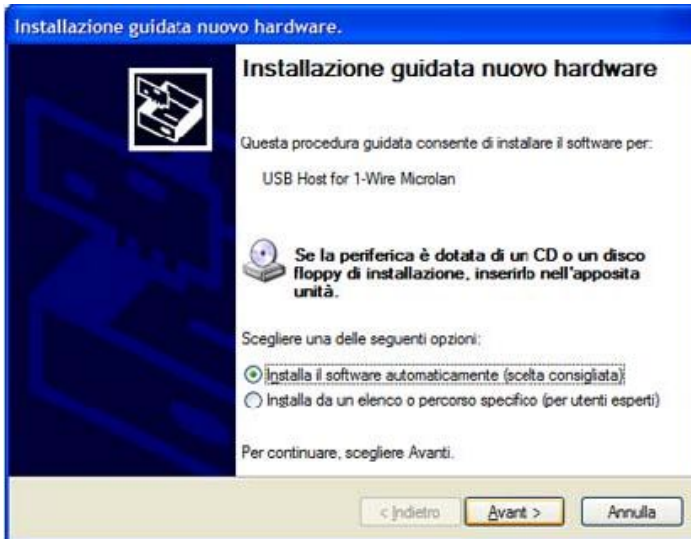 Installazione guidata nuovo hardware.
Installazione guidata nuovo hardware
Questa procedura guidata consente di installare il software per:
USB Host for 1-Wire Microlan
Se la periferica è dotata di un CD o un disco
floppy di installazione, inserirlo nell'apposita
unità.
Scegliere una delle seguenti opzioni:
Installa il software automaticamente (scelta consigliata)
Installa da un elenco o percorso specifico (per utenti esperti)
Per continuare, scegliere Avanti.
< Indietro Avant > Annulla